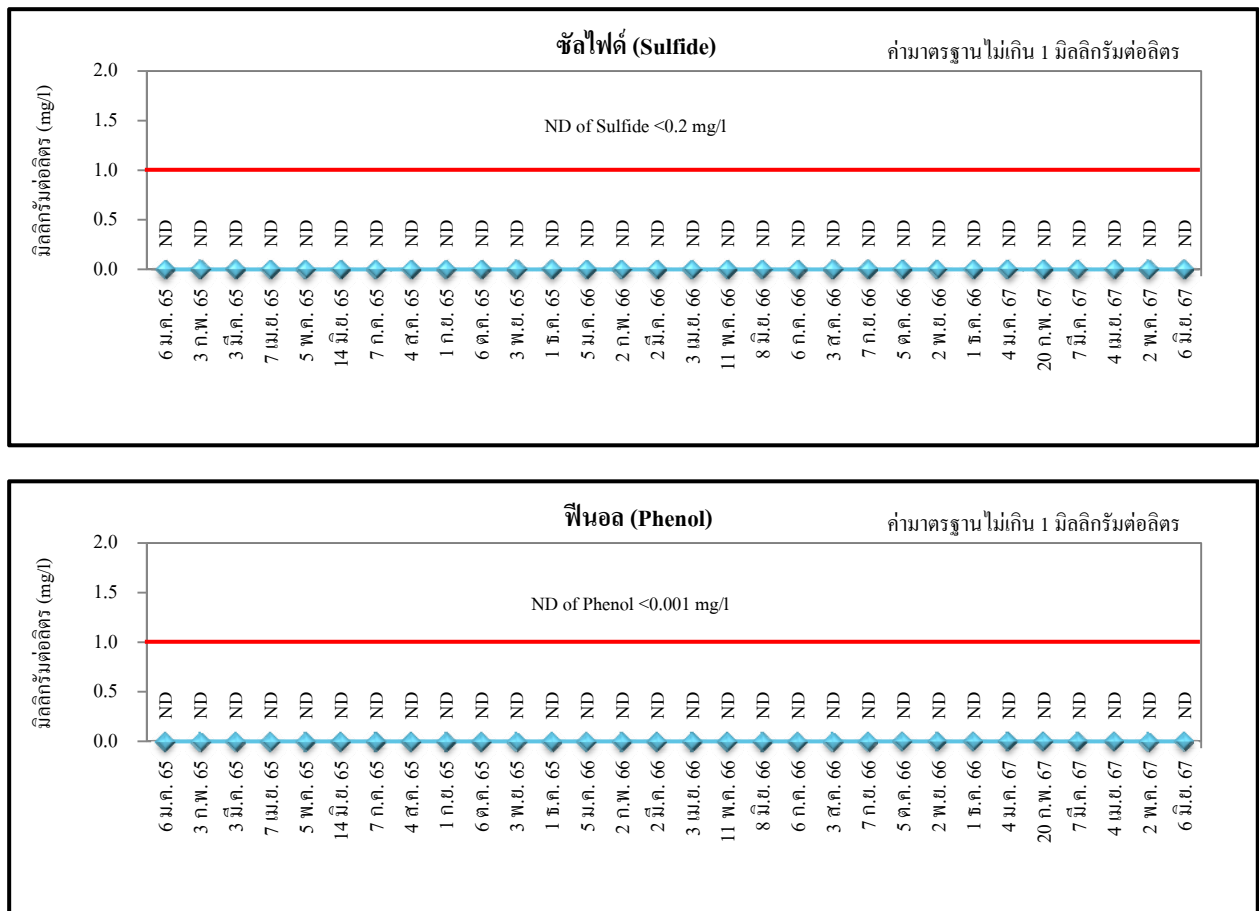 ซัลไฟด์ (Sulfide)
ค่ามาตรฐานไม่เกิน 1 มิลลิกรัมต่อลิตร
มิลลิกรัมต่อลิตร (mg/l)
2.0
1.5
1.0
0.5
0.0
ND of Sulfide <0.2 mg/l
ND ND ND ND ND ND ND ND ND ND ND ND ND ND ND ND ND ND ND ND ND ND ND ND ND ND ND ND ND ND
6 ม.ค. 65
3 ก.พ. 65
3 มี.ค. 65
7 เม.ย. 65
5 พ.ค. 65
14 มิ.ย. 65
7 ก.ค. 65
4 ส.ค. 65
1 ก.ย. 65
6 ต.ค. 65
3 พ.ย. 65
1 ธ.ค. 65
5 ม.ค. 66
2 ก.พ. 66
2 มี.ค. 66
3 เม.ย. 66
11 พ.ค. 66
8 มิ.ย. 66
6 ก.ค. 66
3 ส.ค. 66
7 ก.ย. 66
5 ต.ค. 66
2 พ.ย. 66
1 ธ.ค. 66
4 ม.ค. 67
20 ก.พ. 67
7 มี.ค. 67
4 เม.ย. 67
2 พ.ค. 67
6 มิ.ย. 67
ฟีนอล (Phenol)
ค่ามาตรฐานไม่เกิน 1 มิลลิกรัมต่อลิตร
มิลลิกรัมต่อลิตร (mg/l)
2.0
1.5
1.0
0.5
0.0
ND of Phenol <0.001 mg/l
ND ND ND ND ND ND ND ND ND ND ND ND ND ND ND ND ND ND ND ND ND ND ND ND ND ND ND ND ND ND
6 ม.ค. 65
3 ก.พ. 65
3 มี.ค. 65
7 เม.ย. 65
5 พ.ค. 65
14 มิ.ย. 65
7 ก.ค. 65
4 ส.ค. 65
1 ก.ย. 65
6 ต.ค. 65
3 พ.ย. 65
1 ธ.ค. 65
5 ม.ค. 66
2 ก.พ. 66
2 มี.ค. 66
3 เม.ย. 66
11 พ.ค. 66
8 มิ.ย. 66
6 ก.ค. 66
3 ส.ค. 66
7 ก.ย. 66
5 ต.ค. 66
2 พ.ย. 66
1 ธ.ค. 66
4 ม.ค. 67
20 ก.พ. 67
7 มี.ค. 67
4 เม.ย. 67
2 พ.ค. 67
6 มิ.ย. 67